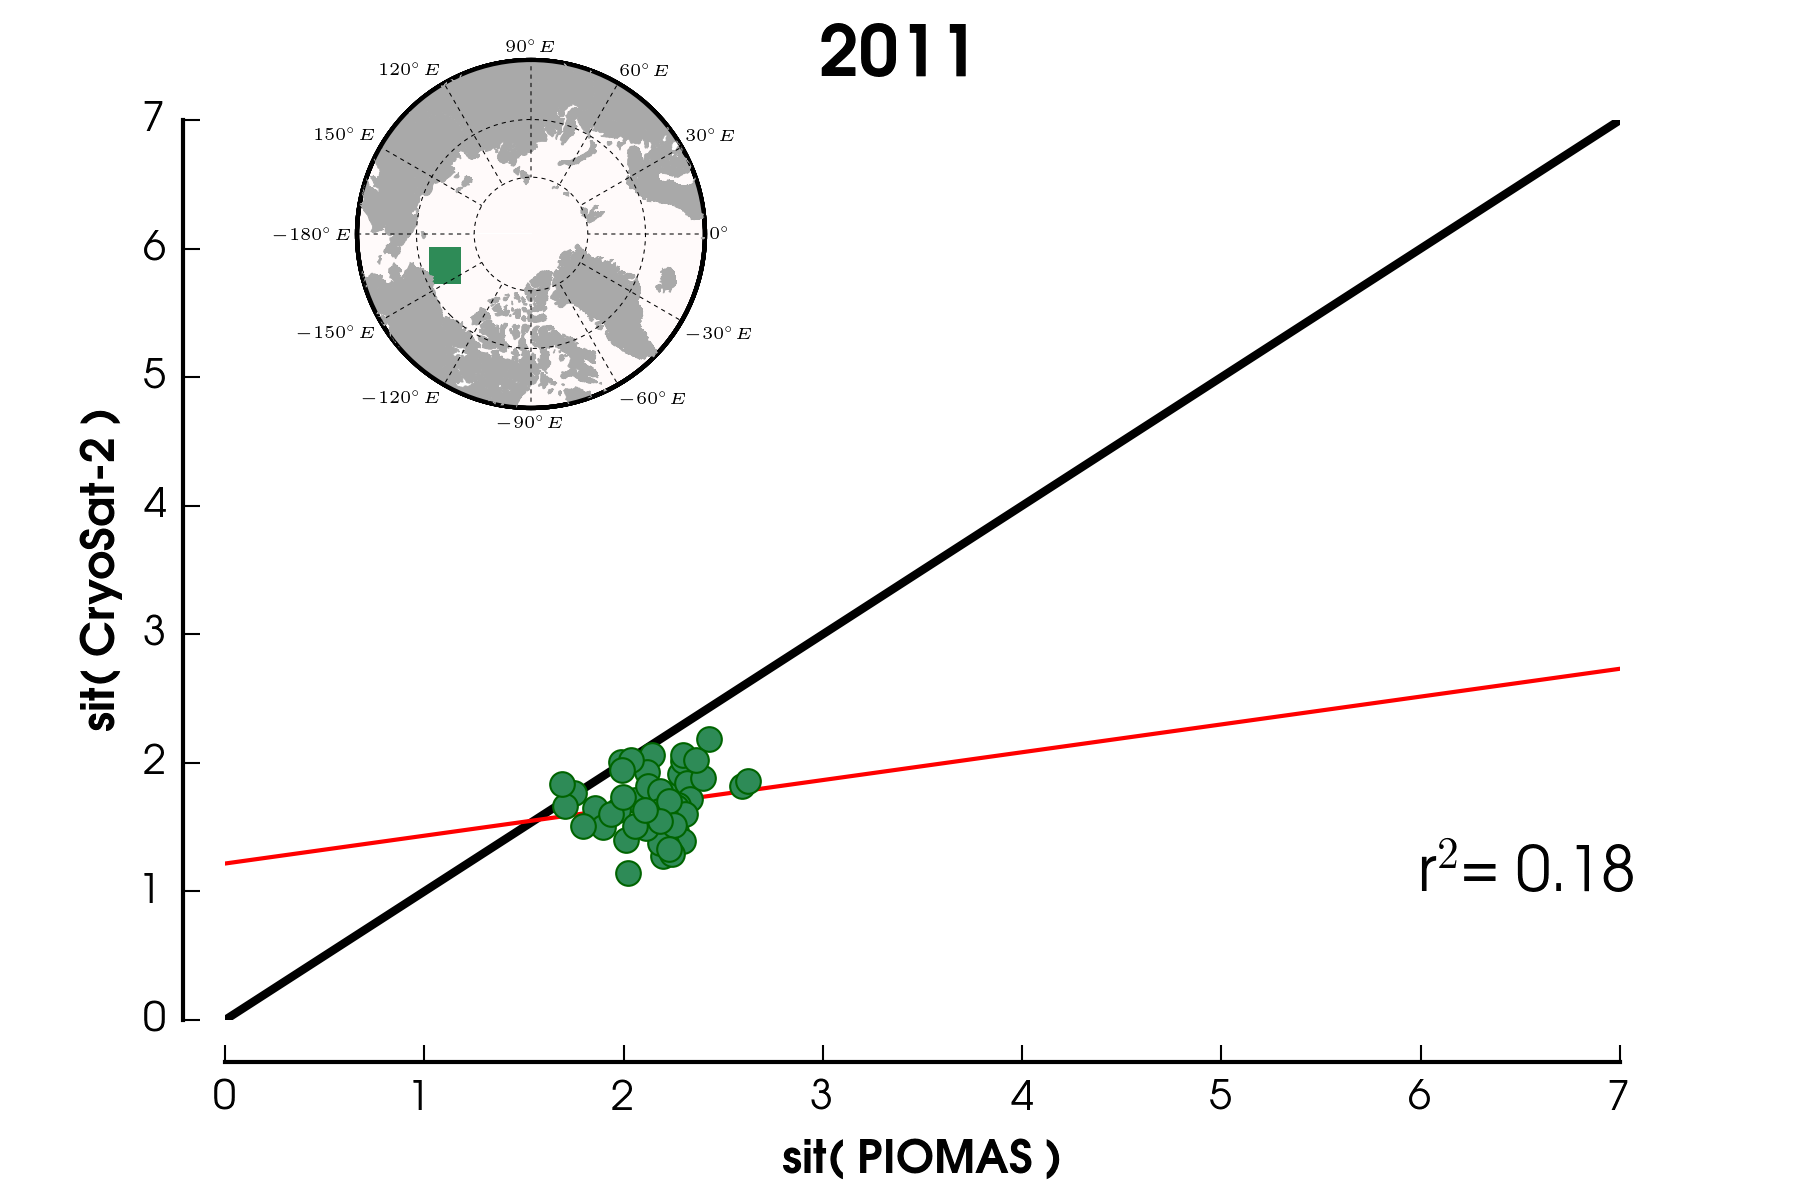 2011
90° E
120° E
60° E
150° E
30° E
−180° E
0°
−150° E
−30° E
−120° E
−60° E
−90° E
7
6
5
4
3
2
1
0
sit( CryoSat-2 )
r²= 0.18
0 1 2 3 4 5 6 7
sit( PIOMAS )